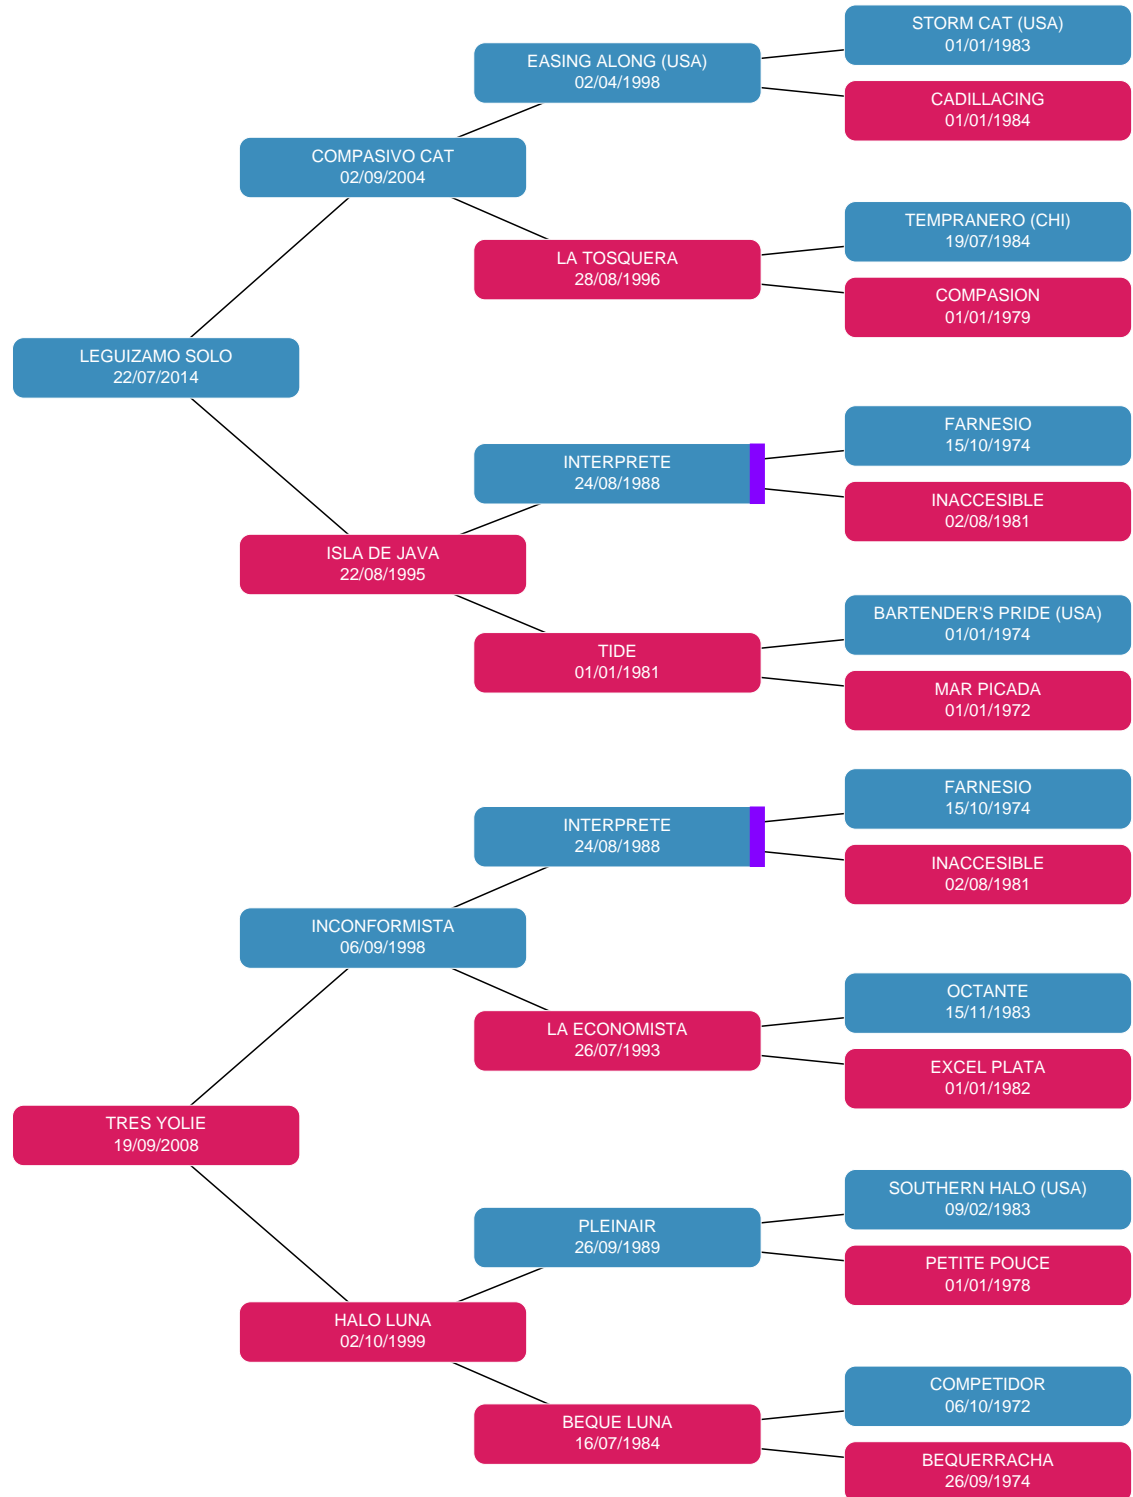 STORM CAT (USA)
01/01/1983
EASING ALONG (USA)
02/04/1998
CADILLACING
01/01/1984
COMPASIVO CAT
02/09/2004
TEMPRANERO (CHI)
19/07/1984
LA TOSQUERA
28/08/1996
COMPASION
01/01/1979
LEGUIZAMO SOLO
22/07/2014
FARNESIO
15/10/1974
INTERPRETE
24/08/1988
INACCESIBLE
02/08/1981
ISLA DE JAVA
22/08/1995
BARTENDER'S PRIDE (USA)
01/01/1974
TIDE
01/01/1981
MAR PICADA
01/01/1972
FARNESIO
15/10/1974
INTERPRETE
24/08/1988
INACCESIBLE
02/08/1981
INCONFORMISTA
06/09/1998
OCTANTE
15/11/1983
LA ECONOMISTA
26/07/1993
EXCEL PLATA
01/01/1982
TRES YOLIE
19/09/2008
SOUTHERN HALO (USA)
09/02/1983
PLEINAIR
26/09/1989
PETITE POUCE
01/01/1978
HALO LUNA
02/10/1999
COMPETIDOR
06/10/1972
BEQUE LUNA
16/07/1984
BEQUERRACHA
26/09/1974